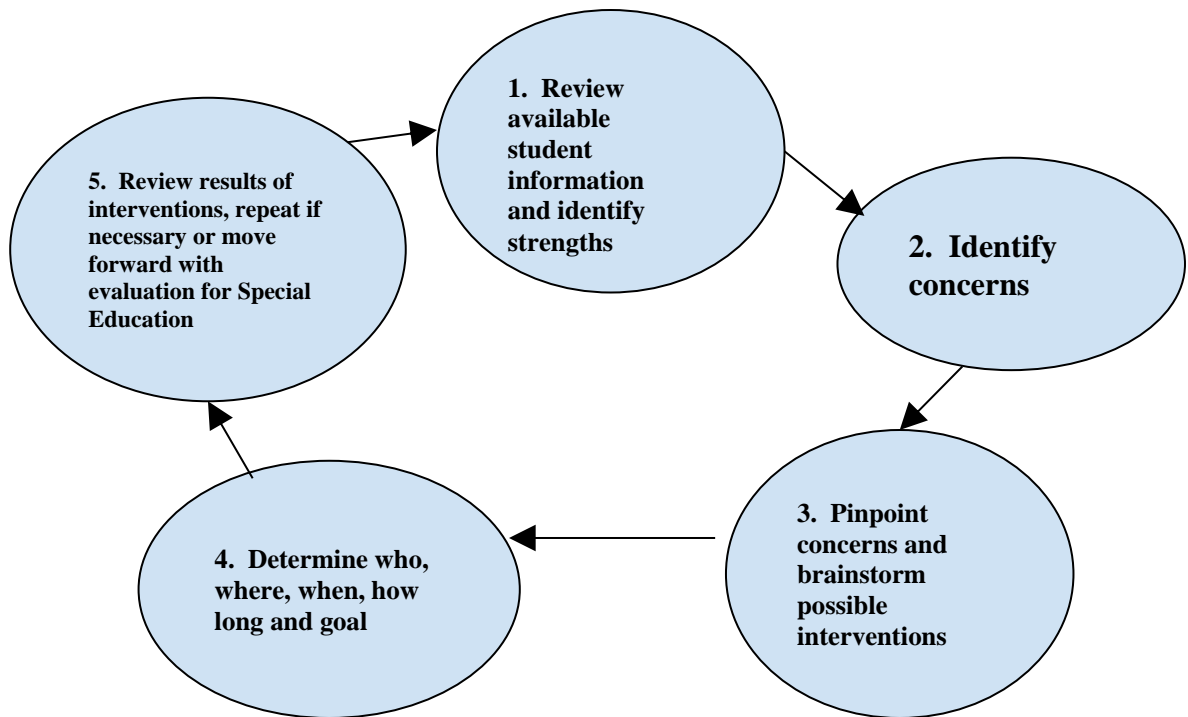 1. Review
available
student
information
and identify
strengths
2. Identify
concerns
3. Pinpoint
concerns and
brainstorm
possible
interventions
4. Determine who,
where, when, how
long and goal
5. Review results of
interventions, repeat if
necessary or move
forward with
evaluation for Special
Education